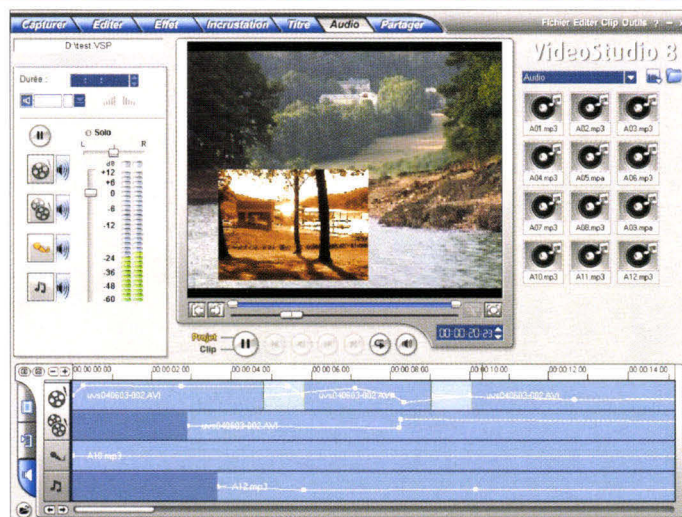 Capturer Editer Effet Incrustation Titre Audio Partager
Fichier Editer Clip Outils ?
D:\test.VSP
VideoStudio 8
Durée :
Audio
Solo
L R
dB
+12
+6
0
-6
-12
-24
-36
-48
-60
A01.mp3 A02.mp3 A03.mp3
A04.mp3 A05.mpa A06.mp3
A07.mp3 A08.mp3 A09.mpa
A10.mp3 A11.mp3 A12.mp3
Projet
Clip
00:00:20:23
00:00:00:00 00:00:02:00 00:00:04:00 00:00:06:00 00:00:08:00 00:00:10:00 00:00:12:00 00:00:14:00
uvs040603-002.AVI uvs040603-002.AVI uvs040603-002.AVI
uvs040603-002.AVI
A10.mp3
A12.mp3